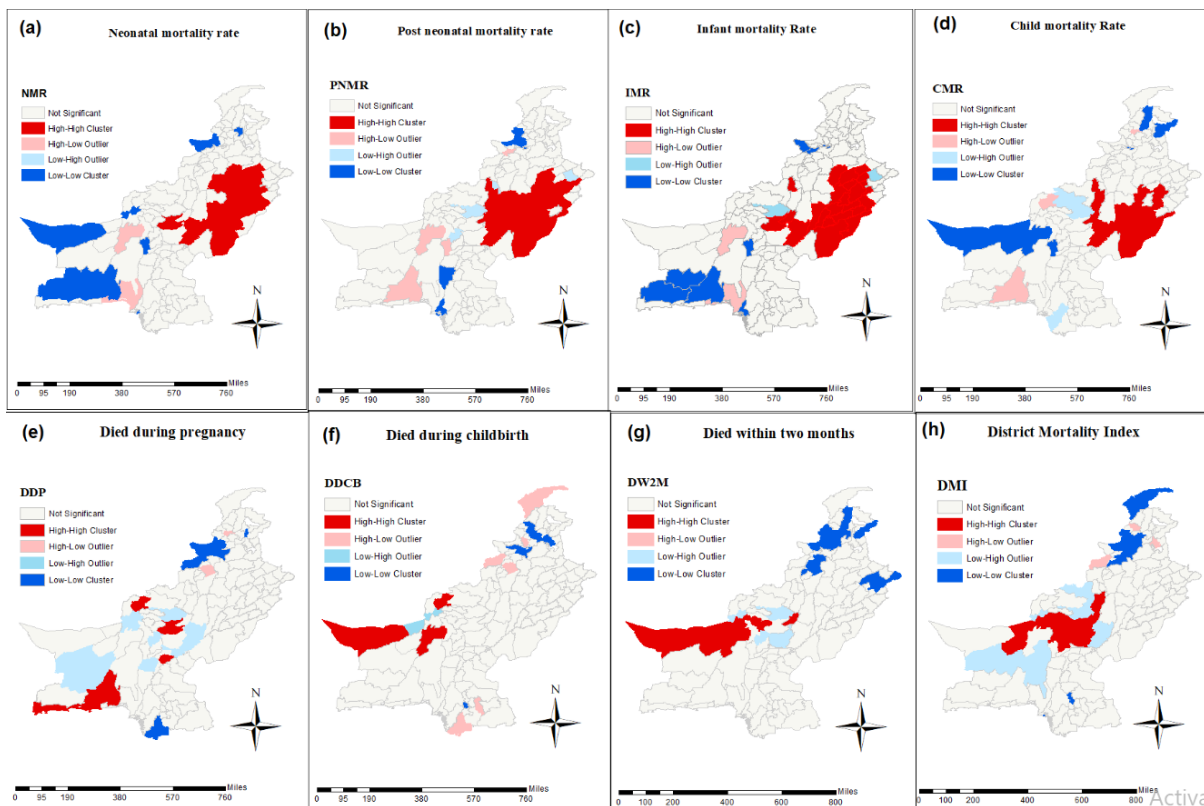 (a)
Neonatal mortality rate
NMR
Not Significant
High-High Cluster
High-Low Outlier
Low-High Outlier
Low-Low Cluster
N
Miles
0 95 190 380 570 760
(b)
Post neonatal mortality rate
PNMR
Not Significant
High-High Cluster
High-Low Outlier
Low-High Outlier
Low-Low Cluster
N
Miles
0 95 190 380 570 760
(c)
Infant mortality Rate
IMR
Not Significant
High-High Cluster
High-Low Outlier
Low-High Outlier
Low-Low Cluster
N
Miles
0 95 190 380 570 760
(d)
Child mortality Rate
CMR
Not Significant
High-High Cluster
High-Low Outlier
Low-High Outlier
Low-Low Cluster
N
Miles
0 95 190 380 570 760
(e)
Died during pregnancy
DDP
Not Significant
High-High Cluster
High-Low Outlier
Low-High Outlier
Low-Low Cluster
N
Miles
0 95 190 380 570 760
(f)
Died during childbirth
DDCB
Not Significant
High-High Cluster
High-Low Outlier
Low-High Outlier
Low-Low Cluster
N
Miles
0 95 190 380 570 760
(g)
Died within two months
DW2M
Not Significant
High-High Cluster
High-Low Outlier
Low-High Outlier
Low-Low Cluster
N
Miles
0 100 200 400 600 800
(h)
District Mortality Index
DMI
Not Significant
High-High Cluster
High-Low Outlier
Low-High Outlier
Low-Low Cluster
N
Miles
0 100 200 400 600 800
Activa